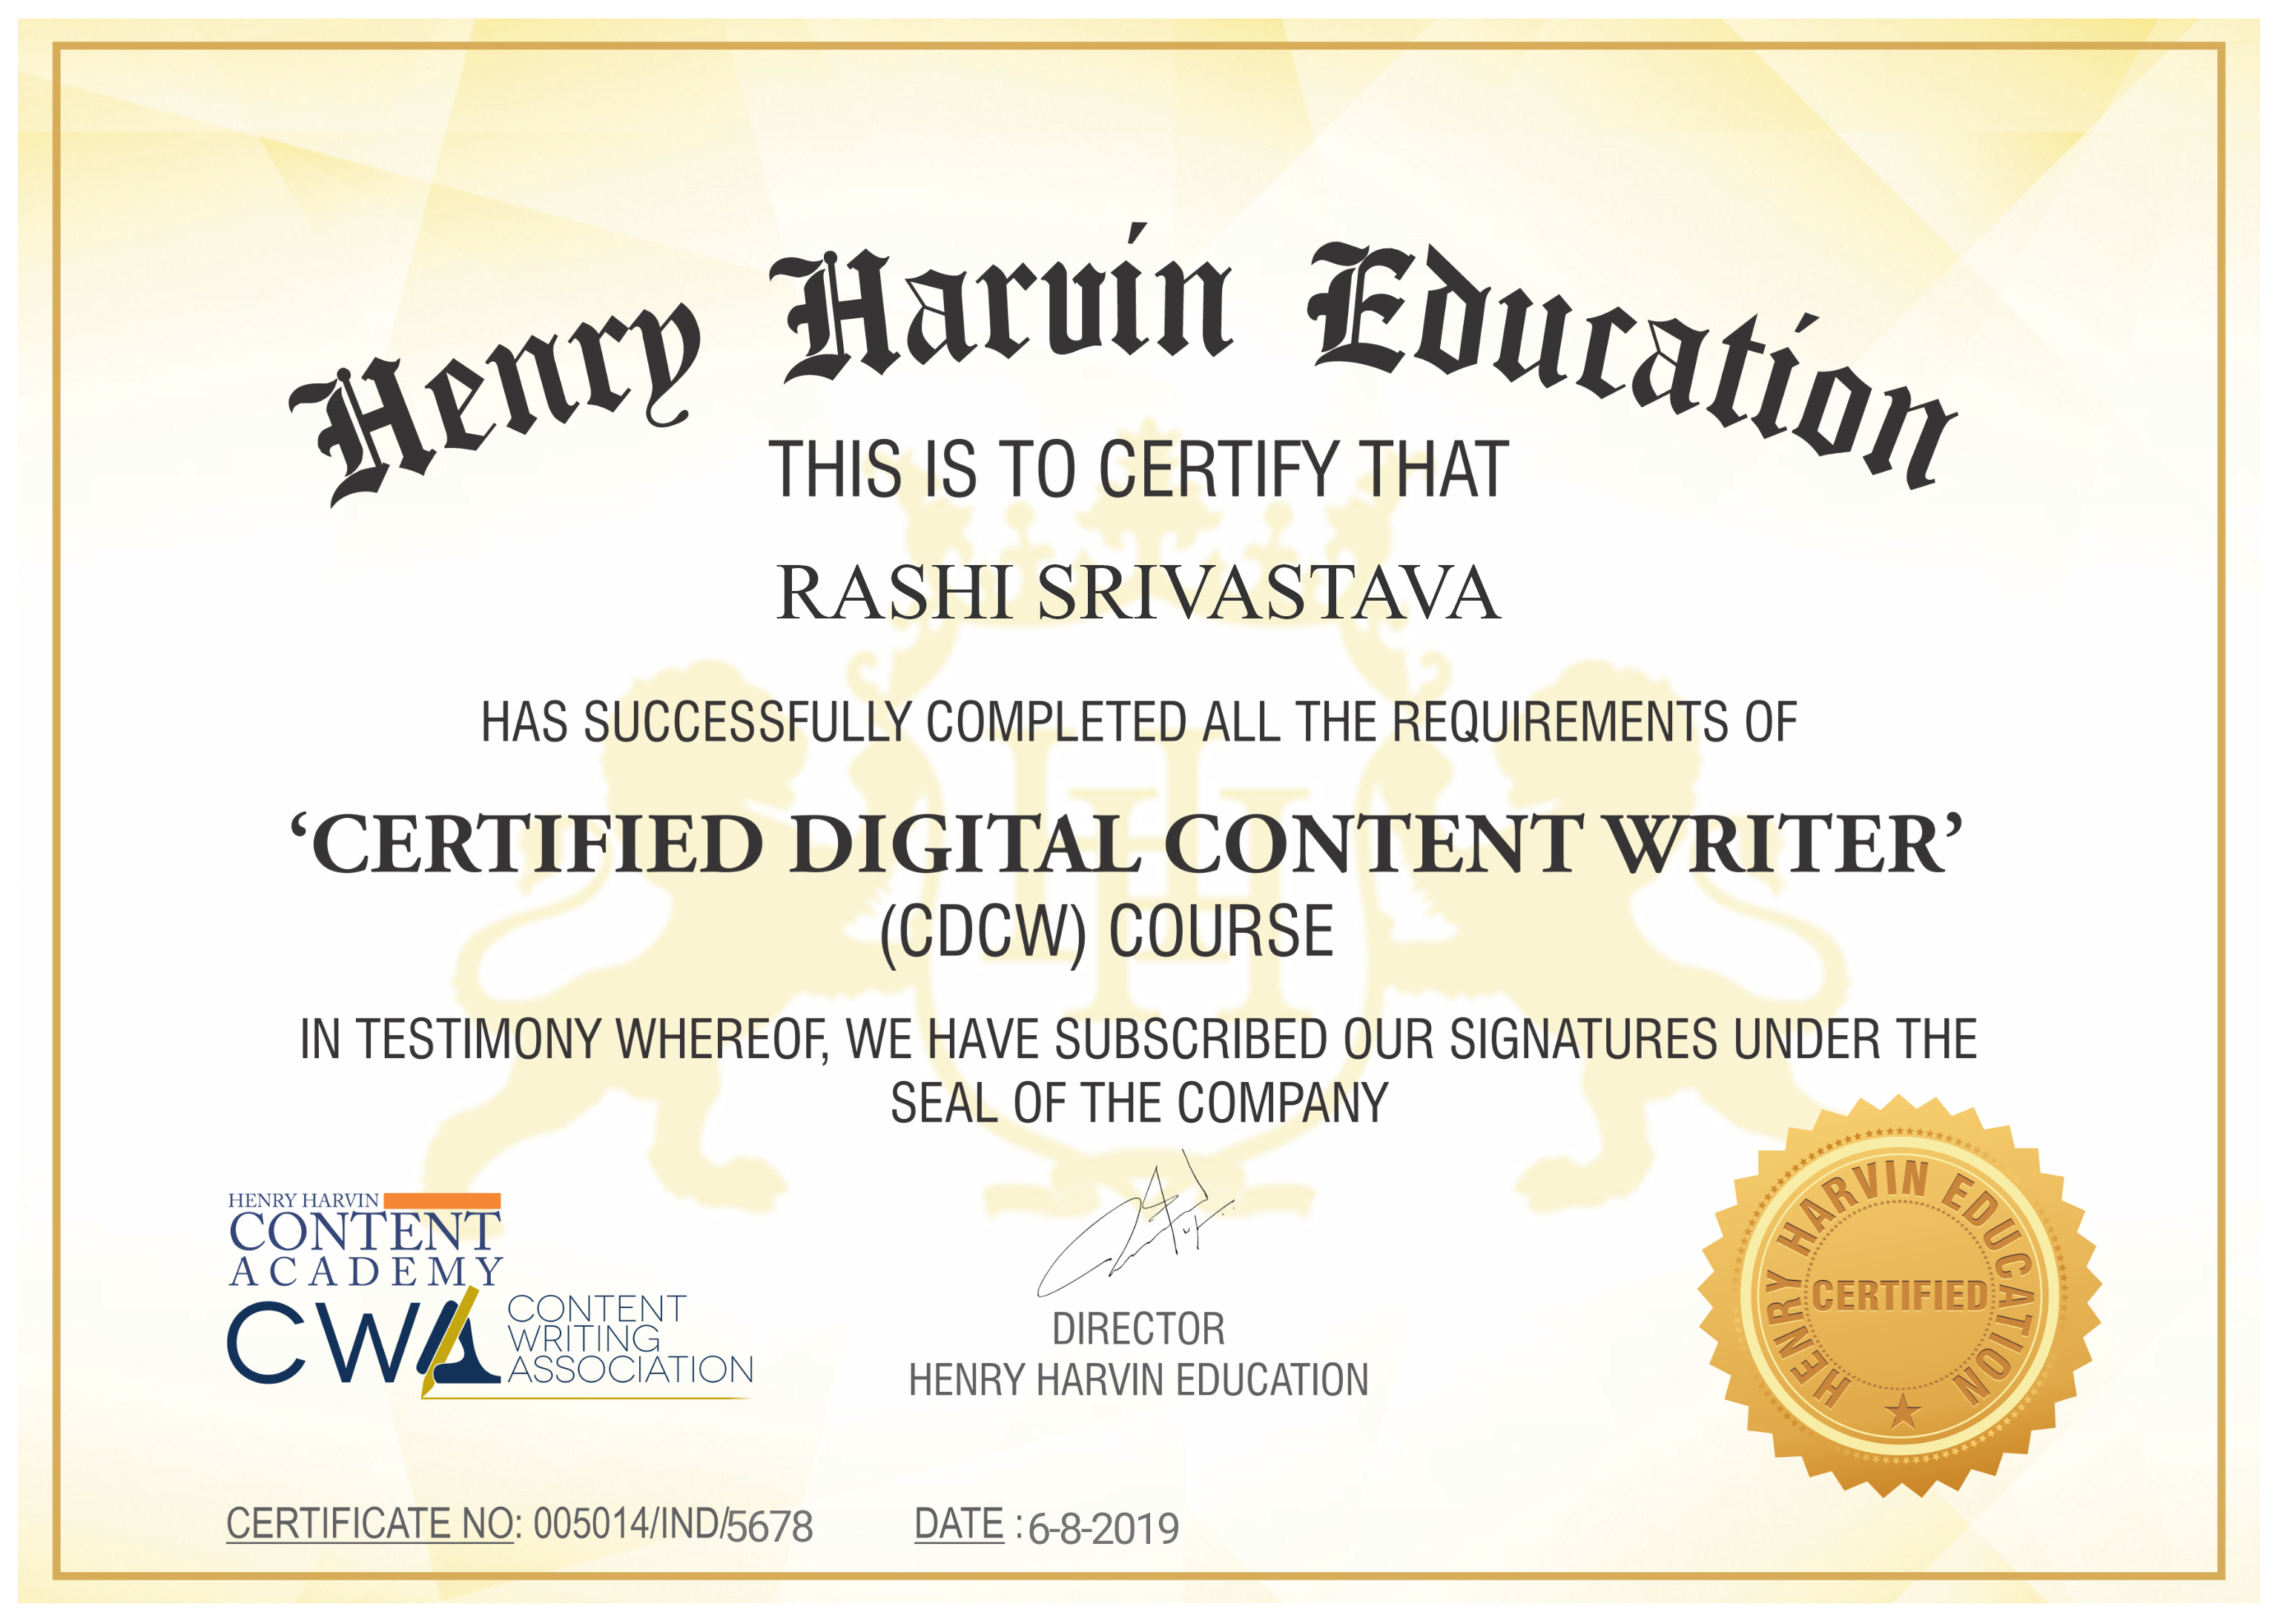 Henry Harvin Education
THIS IS TO CERTIFY THAT
RASHI SRIVASTAVA
HAS SUCCESSFULLY COMPLETED ALL THE REQUIREMENTS OF
‘CERTIFIED DIGITAL CONTENT WRITER’
(CDCW) COURSE
IN TESTIMONY WHEREOF, WE HAVE SUBSCRIBED OUR SIGNATURES UNDER THE
SEAL OF THE COMPANY
HENRY HARVIN
CONTENT
ACADEMY
CWA
CONTENT
WRITING
ASSOCIATION
DIRECTOR
HENRY HARVIN EDUCATION
HENRY HARVIN EDUCATION
CERTIFIED
CERTIFICATE NO: 005014/IND/5678
DATE : 6-8-2019